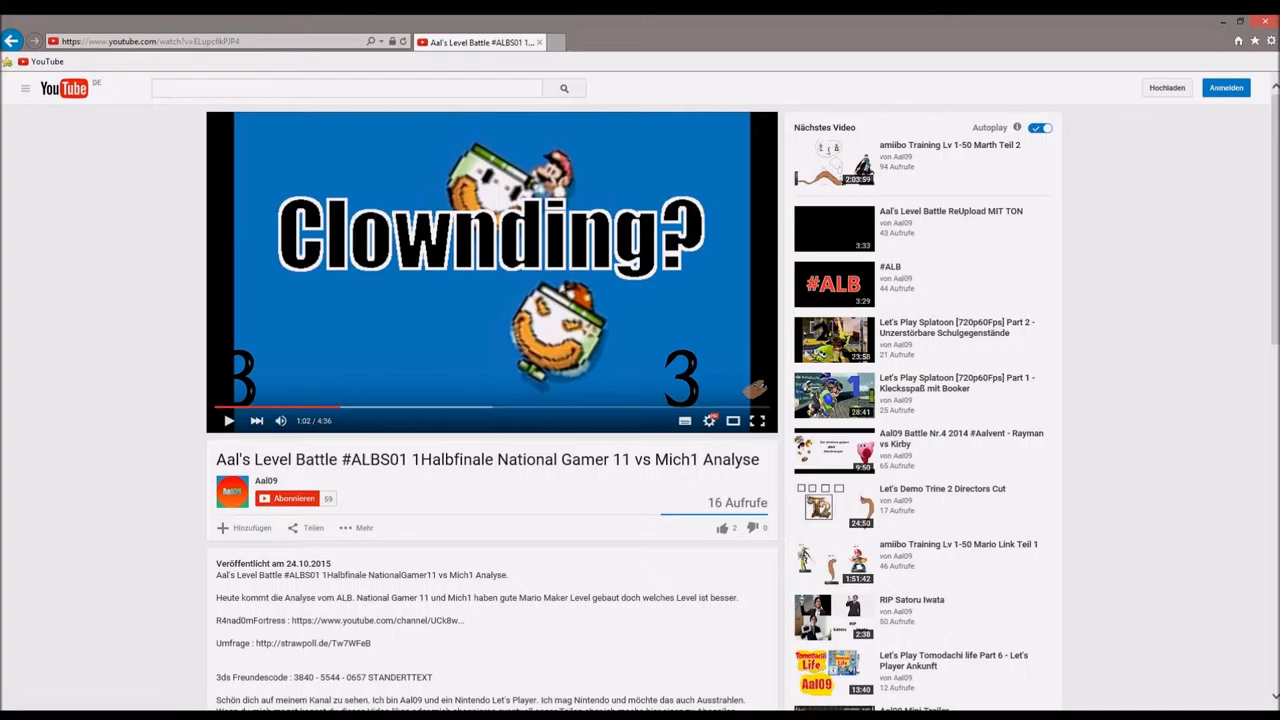 https://www.youtube.com/watch?v=ELupc6kPJP4
Aal's Level Battle #ALBS01 1...
YouTube
YouTube DE
Hochladen
Anmelden
Clownding?
3
3
1:02 / 4:36
Aal's Level Battle #ALBS01 1Halbfinale National Gamer 11 vs Mich1 Analyse
Aal09
Aal09
Abonnieren 59
16 Aufrufe
Hinzufügen Teilen Mehr
2 0
Veröffentlicht am 24.10.2015
Aal's Level Battle #ALBS01 1Halbfinale NationalGamer11 vs Mich1 Analyse.
Heute kommt die Analyse vom ALB. National Gamer 11 und Mich1 haben gute Mario Maker Level gebaut doch welches Level ist besser.
R4nad0mFortress : https://www.youtube.com/channel/UCk8w...
Umfrage : http://strawpoll.de/Tw7WFeB
3ds Freundescode : 3840 - 5544 - 0657 STANDERTTEXT
Schön dich auf meinem Kanal zu sehen. Ich bin Aal09 und ein Nintendo Let's Player. Ich mag Nintendo und möchte das auch Ausstrahlen.
Nächstes Video
Autoplay
amiibo Training Lv 1-50 Marth Teil 2
von Aal09
94 Aufrufe
2:03:59
Aal's Level Battle ReUpload MIT TON
von Aal09
43 Aufrufe
3:33
#ALB
#ALB
von Aal09
44 Aufrufe
3:29
Let's Play Splatoon [720p60Fps] Part 2 -
Unzerstörbare Schulgegenstände
von Aal09
21 Aufrufe
2
23:58
Let's Play Splatoon [720p60Fps] Part 1 -
Klecksspaß mit Booker
von Aal09
25 Aufrufe
1
28:41
Aal09 Battle Nr.4 2014 #Aalvent - Rayman
vs Kirby
von Aal09
65 Aufrufe
9:50
Let's Demo Trine 2 Directors Cut
von Aal09
17 Aufrufe
24:50
amiibo Training Lv 1-50 Mario Link Teil 1
von Aal09
46 Aufrufe
1:51:42
RIP Satoru Iwata
von Aal09
50 Aufrufe
RIP
2:38
Let's Play Tomodachi life Part 6 - Let's
Player Ankunft
von Aal09
12 Aufrufe
Tomodachi
Life
Aal09
13:40